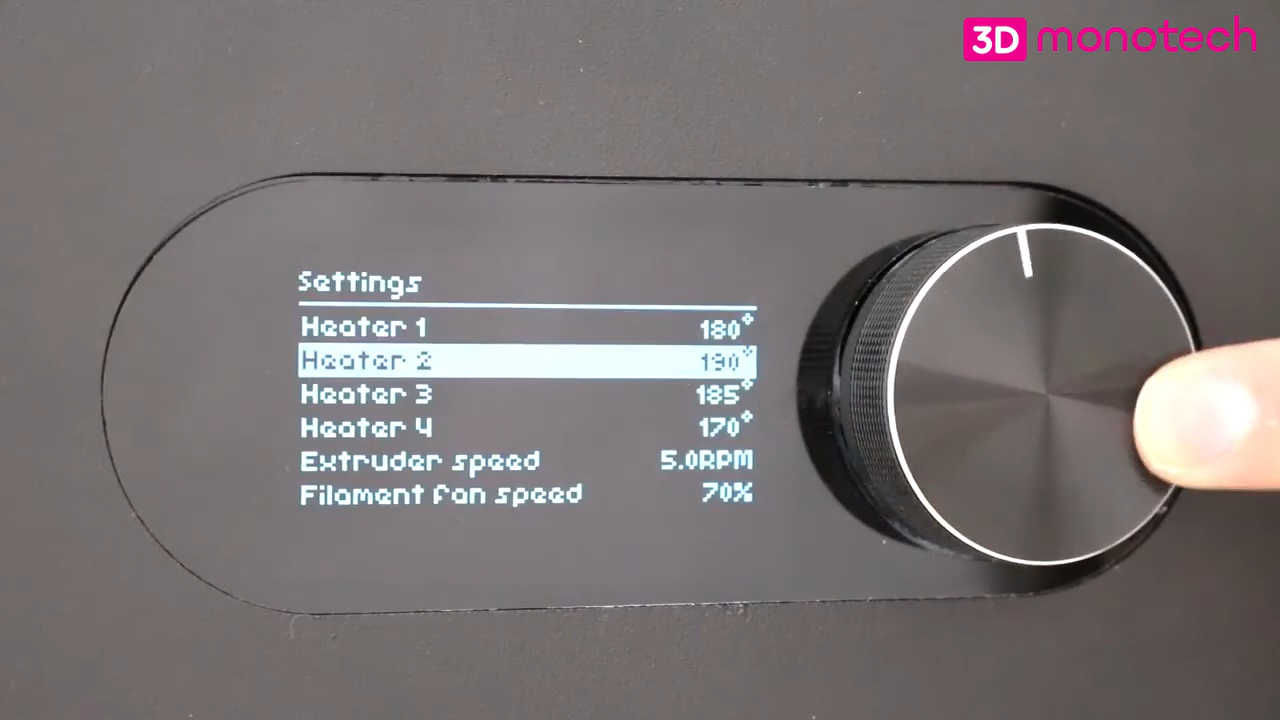 3D monotech
Settings
Heater 1 180°
Heater 2 190°
Heater 3 185°
Heater 4 170°
Extruder speed 5.0RPM
Filament fan speed 70%